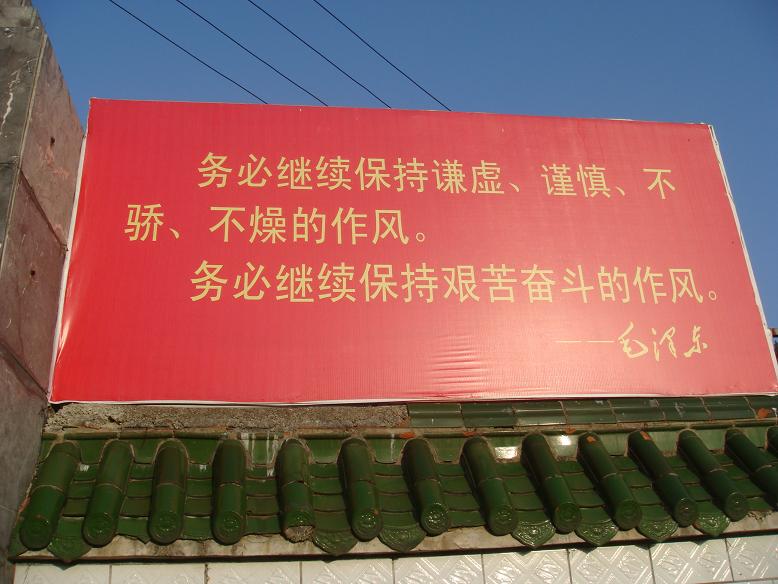 务必继续保持谦虚、谨慎、不
骄、不燥的作风。
务必继续保持艰苦奋斗的作风。
——毛泽东